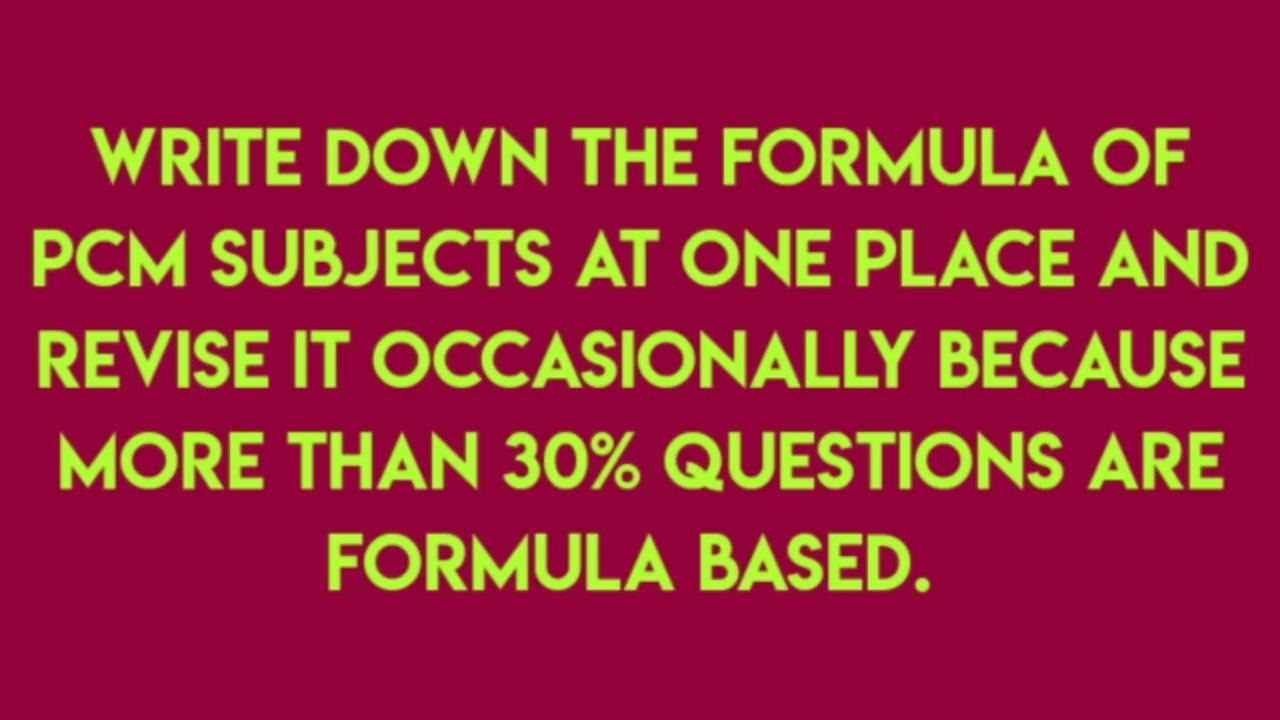 WRITE DOWN THE FORMULA OF
PCM SUBJECTS AT ONE PLACE AND
REVISE IT OCCASIONALLY BECAUSE
MORE THAN 30% QUESTIONS ARE
FORMULA BASED.